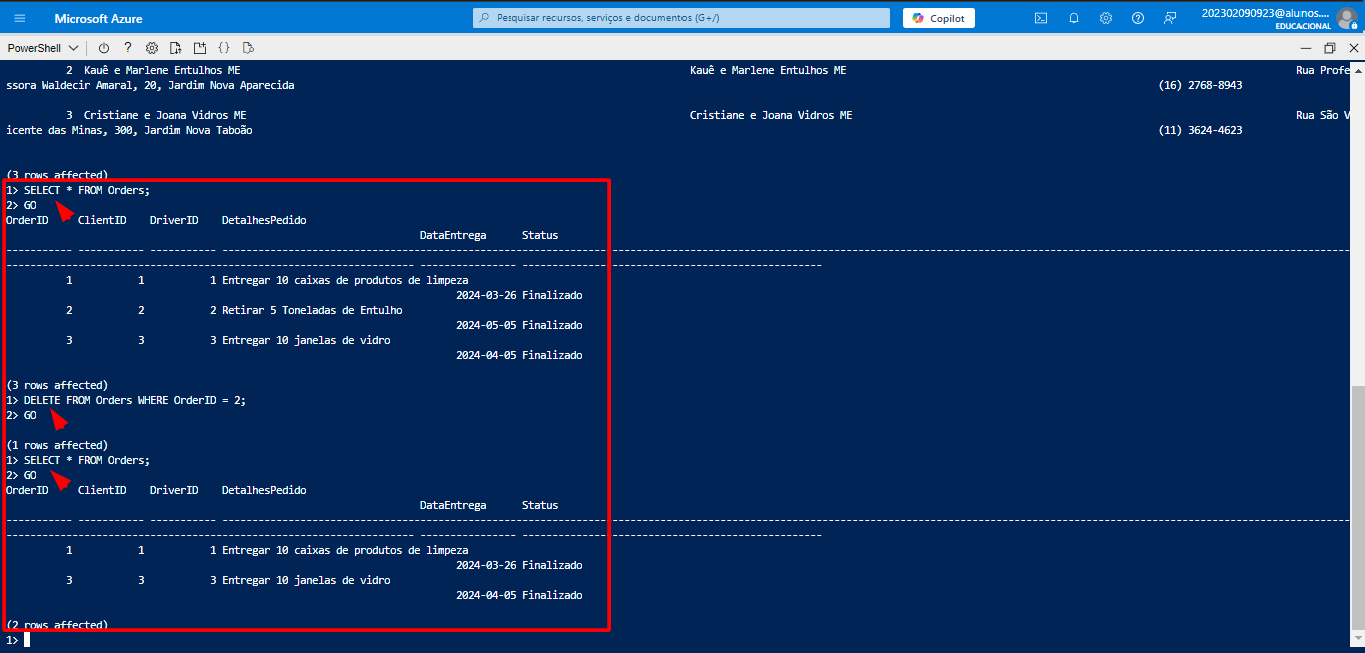 Microsoft Azure
Pesquisar recursos, serviços e documentos (G+/)
Copilot
202302090923@alunos....
EDUCACIONAL
PowerShell
2 Kauê e Marlene Entulhos ME Kauê e Marlene Entulhos ME Rua Profe
ssora Waldecir Amaral, 20, Jardim Nova Aparecida (16) 2768-8943
3 Cristiane e Joana Vidros ME Cristiane e Joana Vidros ME Rua São V
icente das Minas, 300, Jardim Nova Taboão (11) 3624-4623
(3 rows affected)
1> SELECT * FROM Orders;
2> GO
OrderID ClientID DriverID DetalhesPedido
DataEntrega Status
1 1 1 Entregar 10 caixas de produtos de limpeza
2024-03-26 Finalizado
2 2 2 Retirar 5 Toneladas de Entulho
2024-05-05 Finalizado
3 3 3 Entregar 10 janelas de vidro
2024-04-05 Finalizado
(3 rows affected)
1> DELETE FROM Orders WHERE OrderID = 2;
2> GO
(1 rows affected)
1> SELECT * FROM Orders;
2> GO
OrderID ClientID DriverID DetalhesPedido
DataEntrega Status
1 1 1 Entregar 10 caixas de produtos de limpeza
2024-03-26 Finalizado
3 3 3 Entregar 10 janelas de vidro
2024-04-05 Finalizado
(2 rows affected)
1>